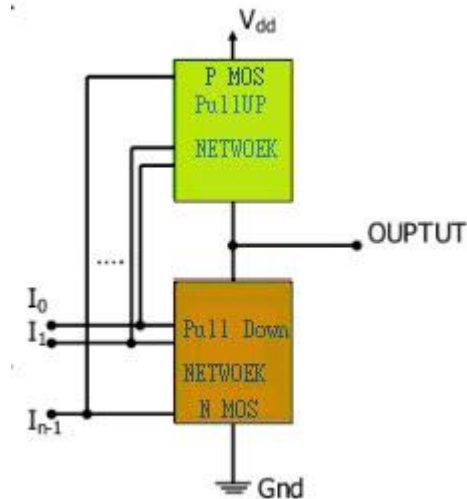 Vdd
P MOS
PullUP
NETWOEK
OUPTUT
....
I0
I1
Pull Down
NETWOEK
In-1
N MOS
Gnd